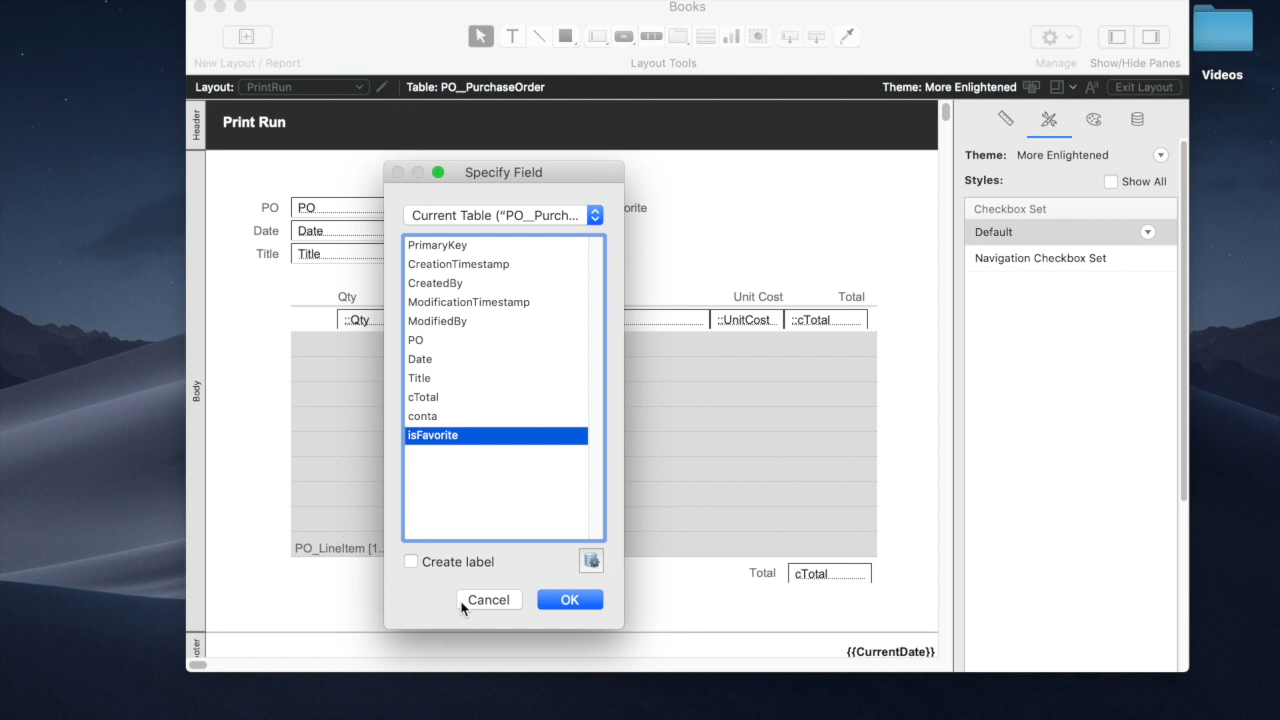 Books
Videos
New Layout / Report
Layout Tools
Manage
Show/Hide Panes
Layout: PrintRun
Table: PO__PurchaseOrder
Theme: More Enlightened
Exit Layout
Header
Print Run
Theme: More Enlightened
Styles:
Show All
Checkbox Set
Default
Navigation Checkbox Set
Specify Field
Current Table ("PO__Purch...
PrimaryKey
CreationTimestamp
CreatedBy
ModificationTimestamp
ModifiedBy
PO
Date
Title
cTotal
conta
isFavorite
Create label
Cancel
OK
PO PO
orite
Date Date
Title Title
Qty
Unit Cost
Total
::Qty
::UnitCost
::cTotal
Body
PO_LineItem [1..
Total cTotal
oter
{{CurrentDate}}